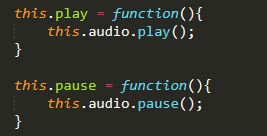 this.play = function(){
    this.audio.play();
}

this.pause = function(){
    this.audio.pause();
}